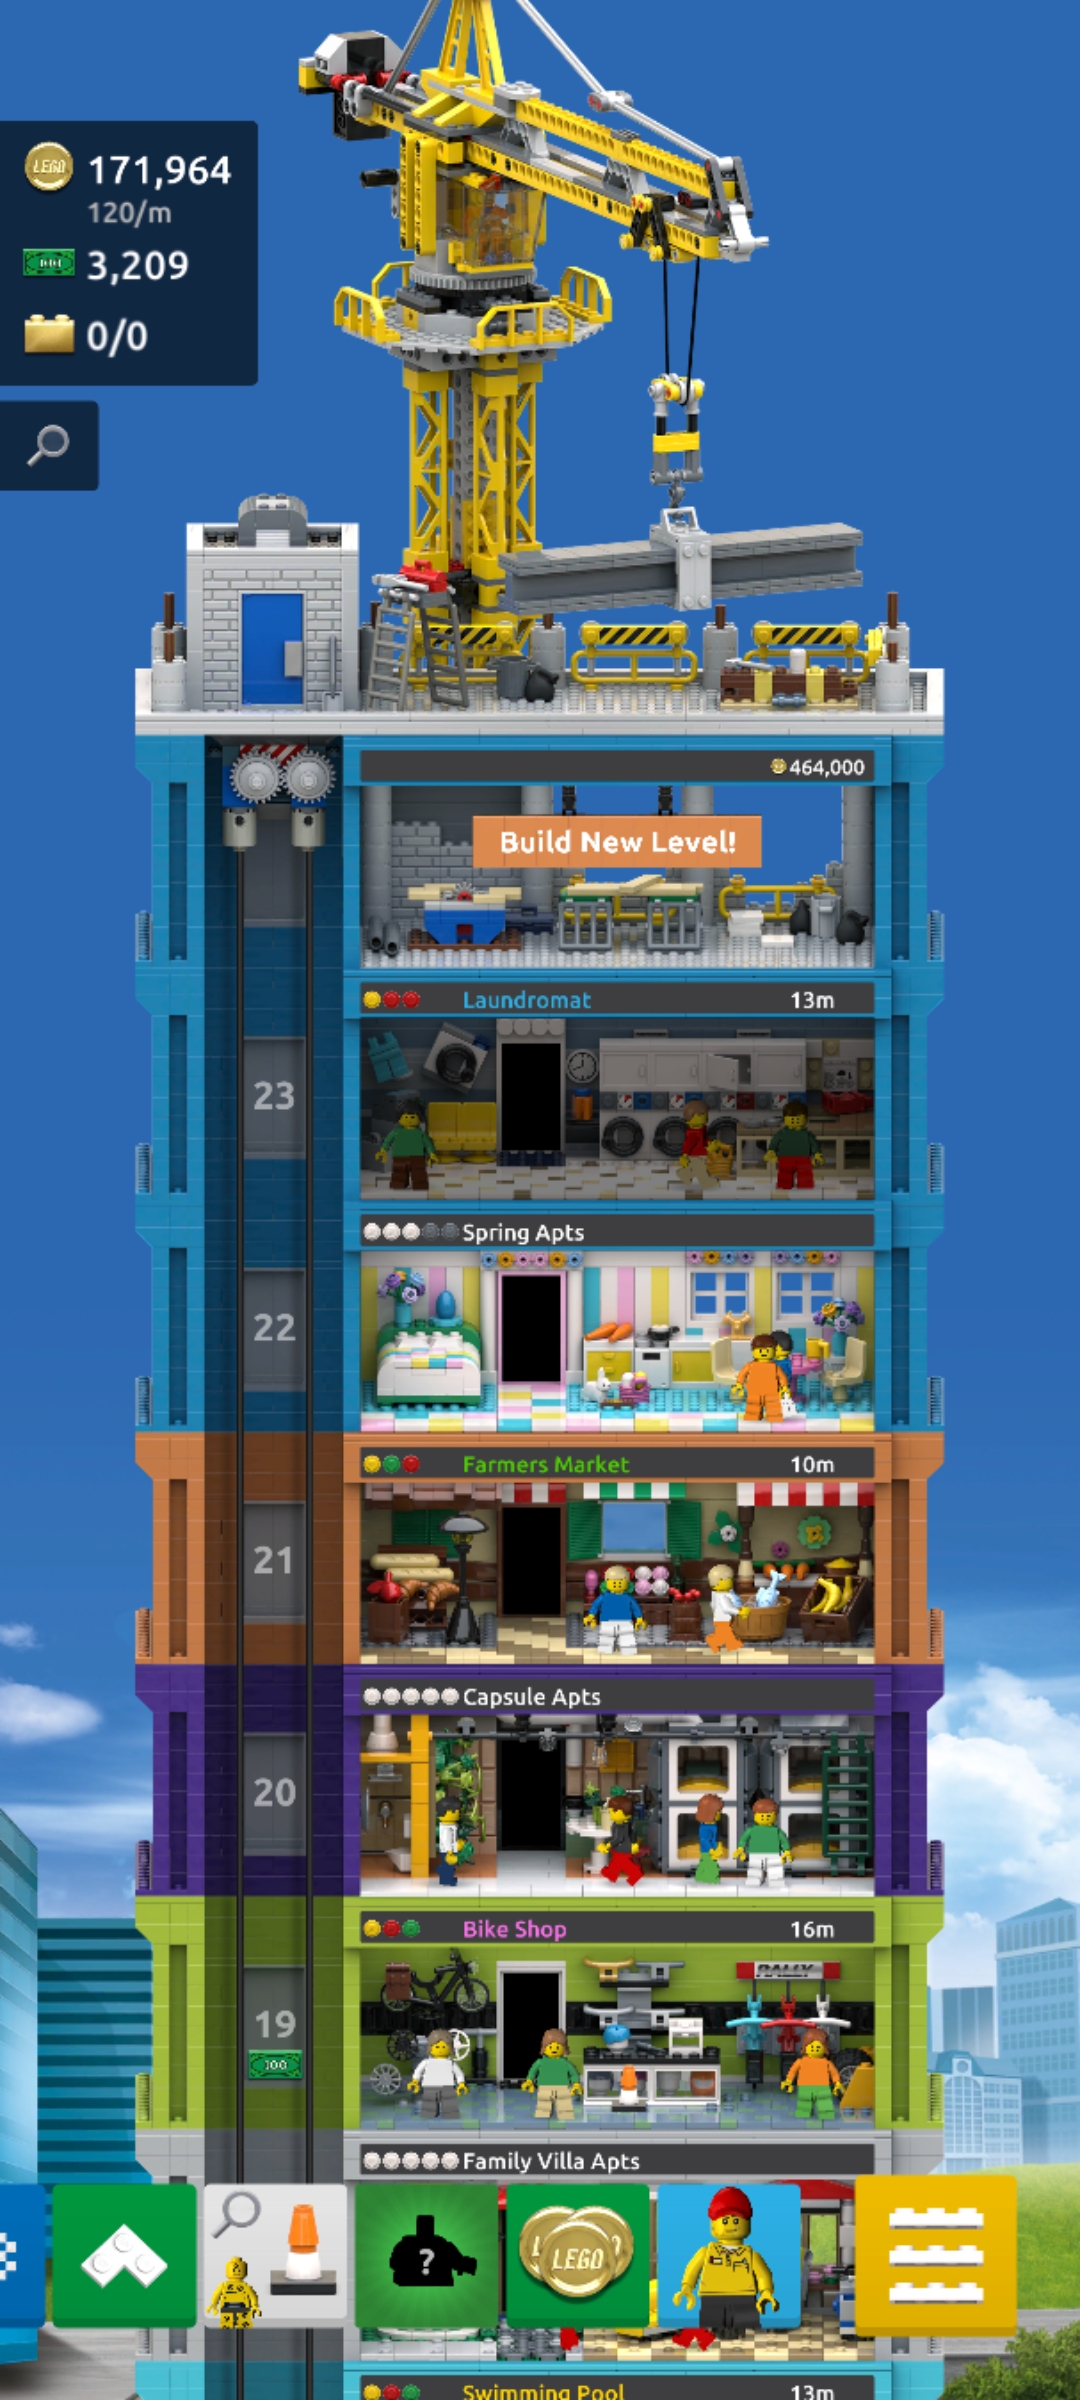 LEGO 171,964
120/m
3,209
0/0
464,000
Build New Level!
Laundromat 13m
23
Spring Apts
22
Farmers Market 10m
21
Capsule Apts
20
Bike Shop 16m
RALLY
19
100
Family Villa Apts
?
LEGO
Swimming Pool 13m